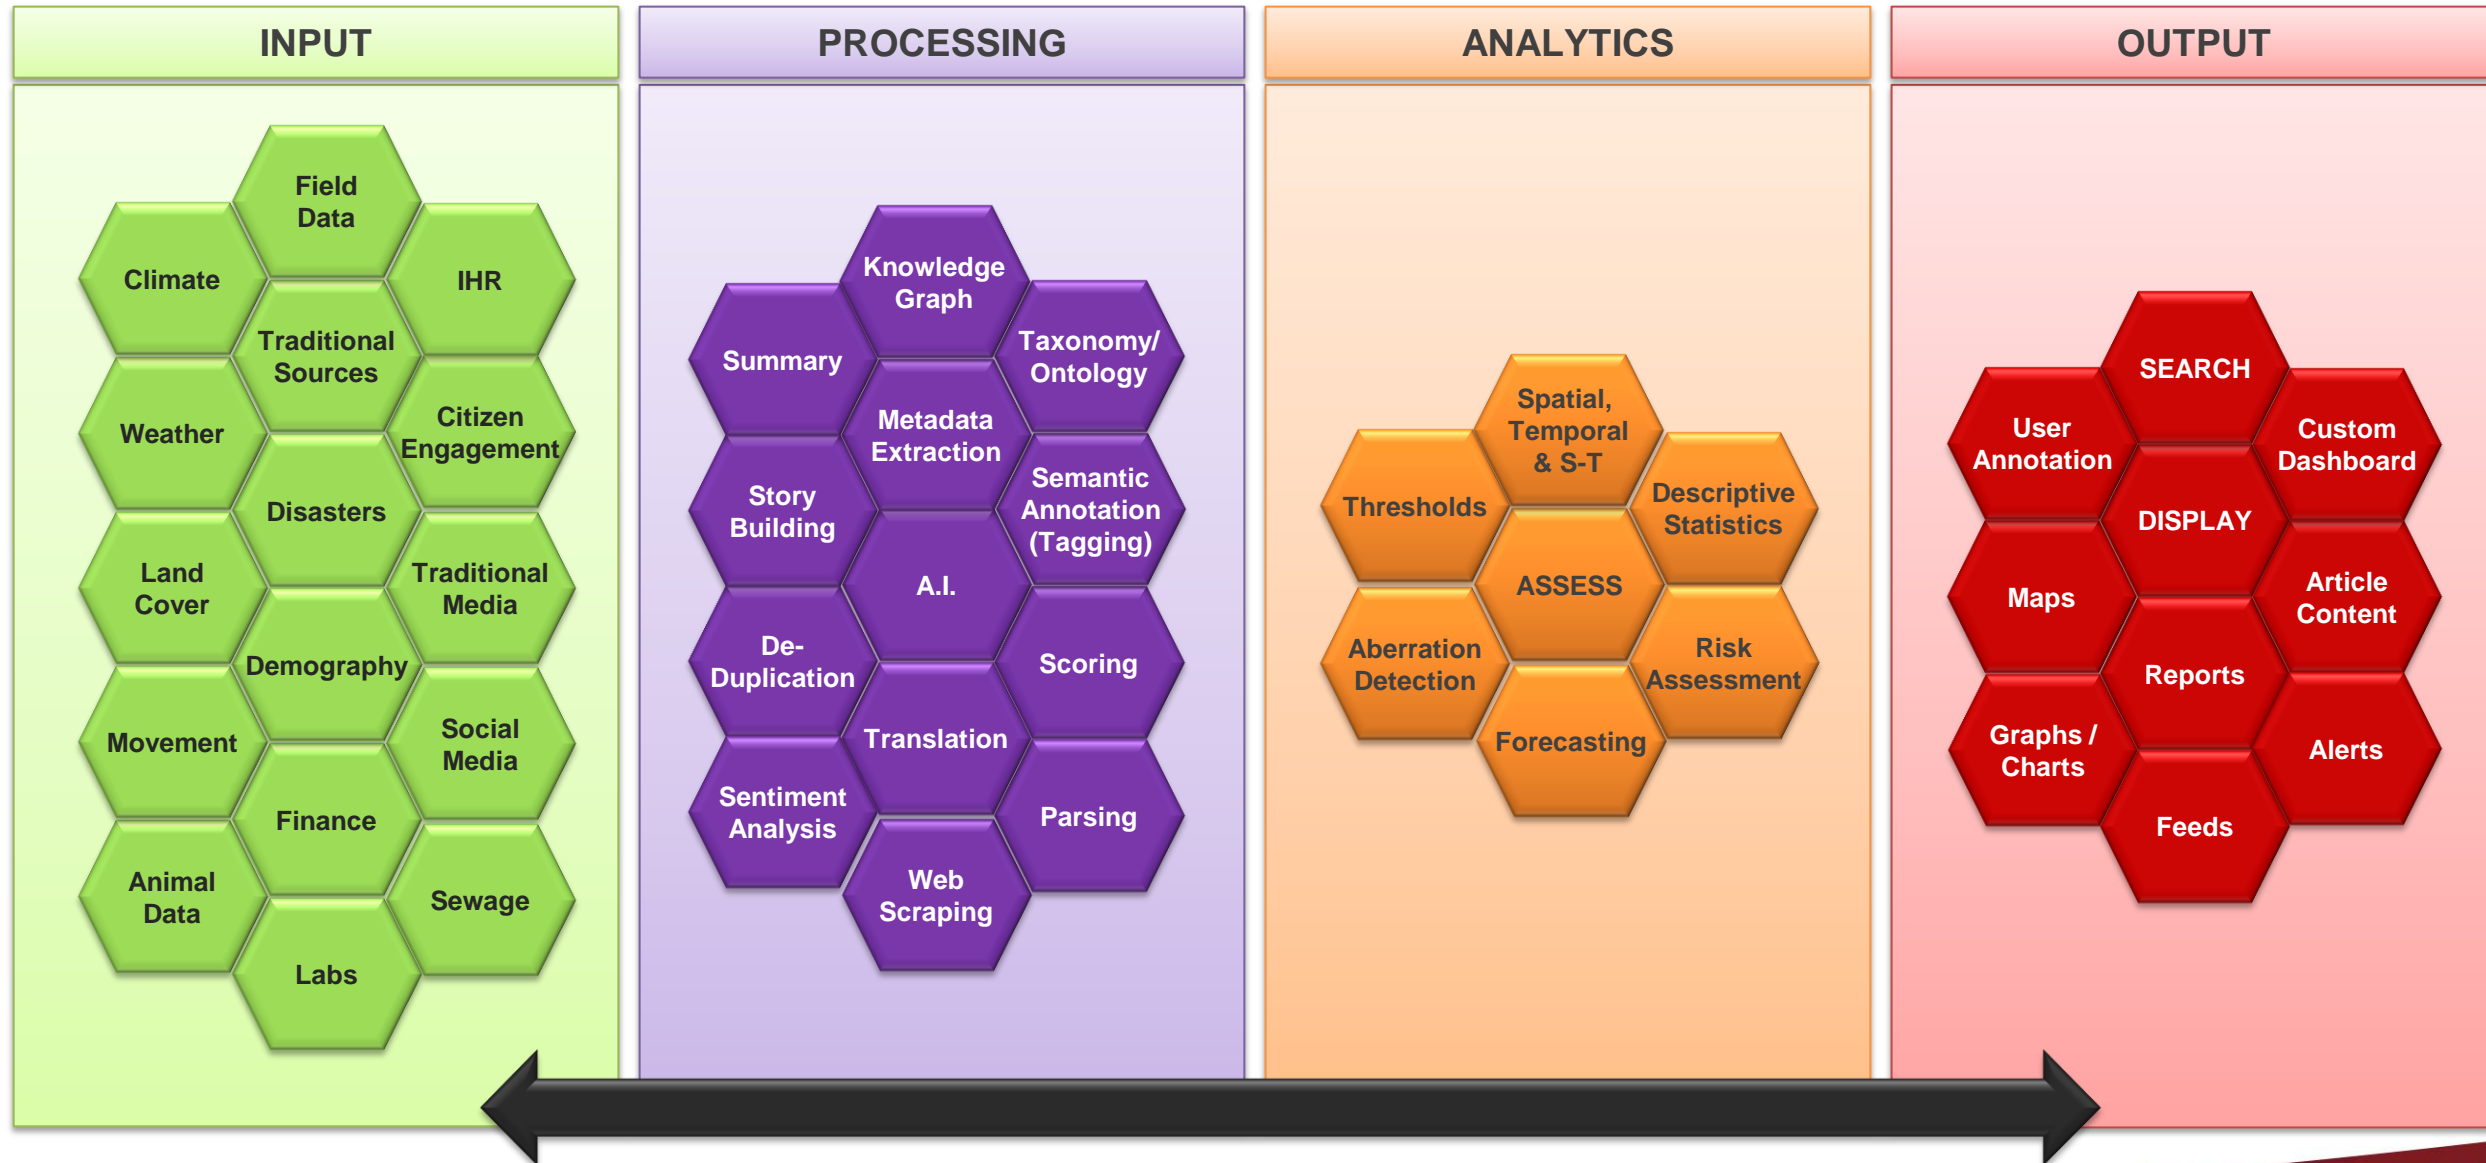 INPUT
PROCESSING
ANALYTICS
OUTPUT
Field
Data
Climate
IHR
Traditional
Sources
Weather
Citizen
Engagement
Disasters
Land
Cover
Traditional
Media
Demography
Movement
Social
Media
Finance
Animal
Data
Sewage
Labs
Knowledge
Graph
Summary
Taxonomy/
Ontology
Metadata
Extraction
Story
Building
Semantic
Annotation
(Tagging)
A.I.
De-
Duplication
Scoring
Translation
Sentiment
Analysis
Parsing
Web
Scraping
Spatial,
Temporal
& S-T
Thresholds
Descriptive
Statistics
ASSESS
Aberration
Detection
Risk
Assessment
Forecasting
SEARCH
User
Annotation
Custom
Dashboard
DISPLAY
Maps
Article
Content
Reports
Graphs /
Charts
Alerts
Feeds